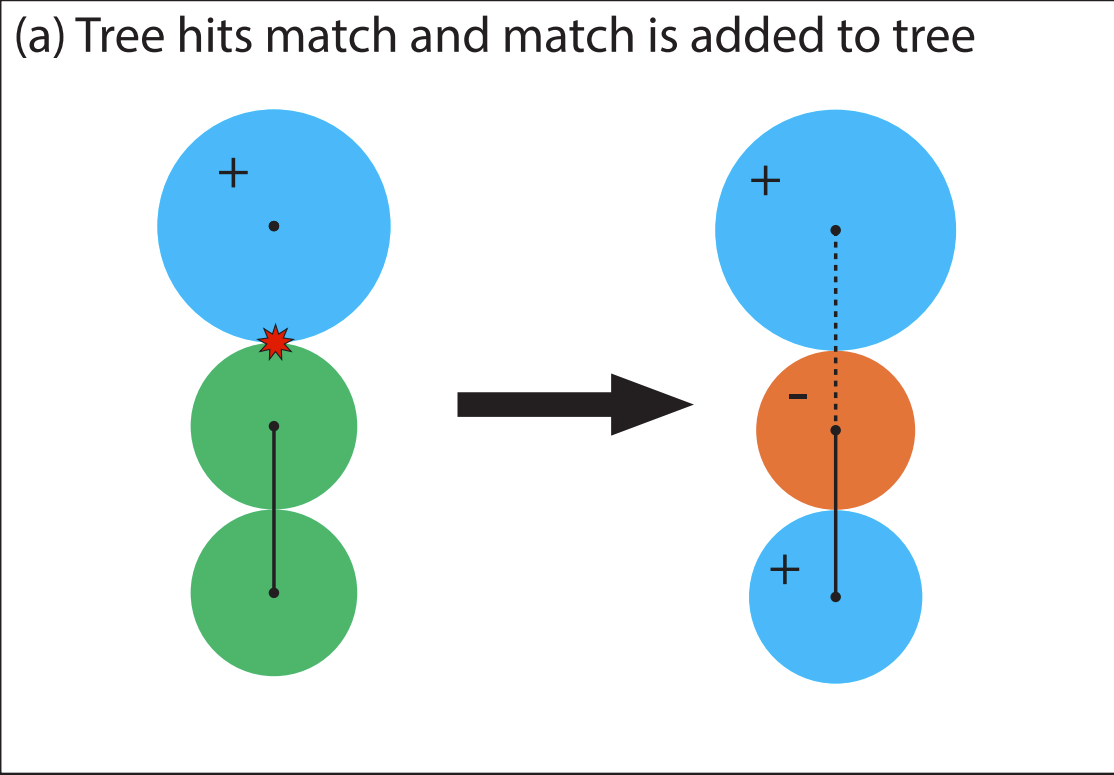 (a) Tree hits match and match is added to tree
+
+
-
+